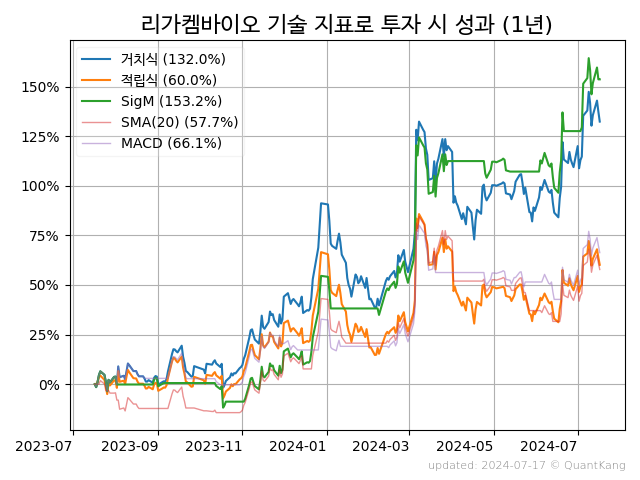 리가켐바이오 기술 지표로 투자 시 성과 (1년)
거치식 (132.0%)
적립식 (60.0%)
SigM (153.2%)
SMA(20) (57.7%)
MACD (66.1%)
150%
125%
100%
75%
50%
25%
0%
2023-07 2023-09 2023-11 2024-01 2024-03 2024-05 2024-07
updated: 2024-07-17 © QuantKang